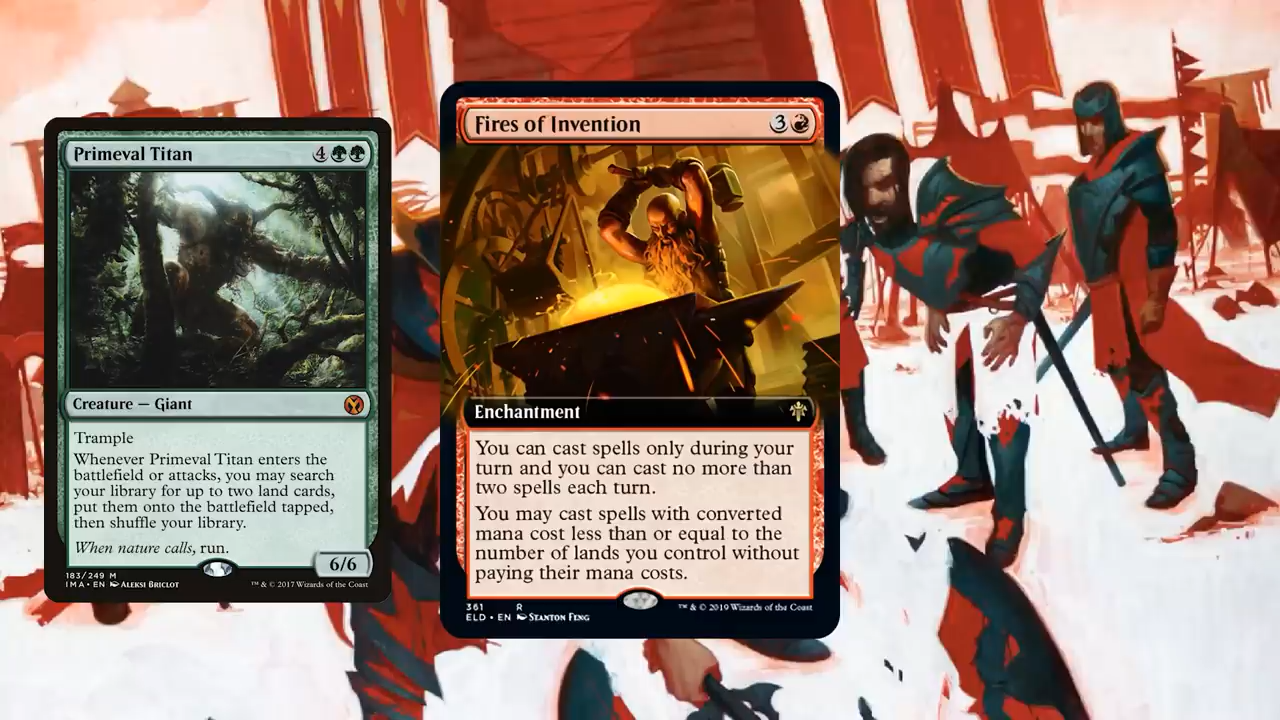 Primeval Titan 4
Creature — Giant
Trample
Whenever Primeval Titan enters the
battlefield or attacks, you may search
your library for up to two land cards,
put them onto the battlefield tapped,
then shuffle your library.
When nature calls, run.
6/6
183/249 M
IMA • EN ALEKSI BRICLOT
™ & © 2017 Wizards of the Coast
Fires of Invention 3
Enchantment
You can cast spells only during your
turn and you can cast no more than
two spells each turn.
You may cast spells with converted
mana cost less than or equal to the
number of lands you control without
paying their mana costs.
361 R
ELD • EN STANTON FENG
™ & © 2019 Wizards of the Coast